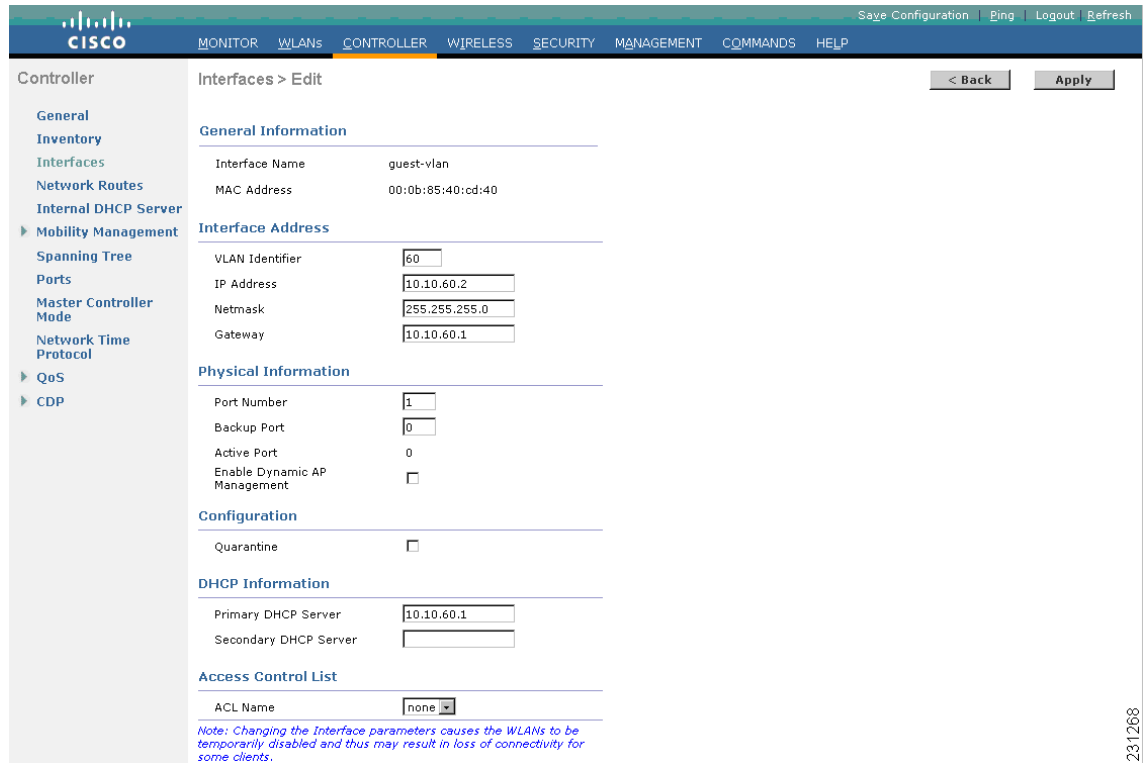 Save Configuration | Ping | Logout | Refresh
CISCO
MONITOR WLANs CONTROLLER WIRELESS SECURITY MANAGEMENT COMMANDS HELP
Controller
General
Inventory
Interfaces
Network Routes
Internal DHCP Server
Mobility Management
Spanning Tree
Ports
Master Controller
Mode
Network Time
Protocol
QoS
CDP
Interfaces > Edit
< Back
Apply
General Information
Interface Name guest-vlan
MAC Address 00:0b:85:40:cd:40
Interface Address
VLAN Identifier 60
IP Address 10.10.60.2
Netmask 255.255.255.0
Gateway 10.10.60.1
Physical Information
Port Number 1
Backup Port 0
Active Port 0
Enable Dynamic AP
Management
Configuration
Quarantine
DHCP Information
Primary DHCP Server 10.10.60.1
Secondary DHCP Server
Access Control List
ACL Name none
Note: Changing the Interface parameters causes the WLANs to be
temporarily disabled and thus may result in loss of connectivity for
some clients.
231268